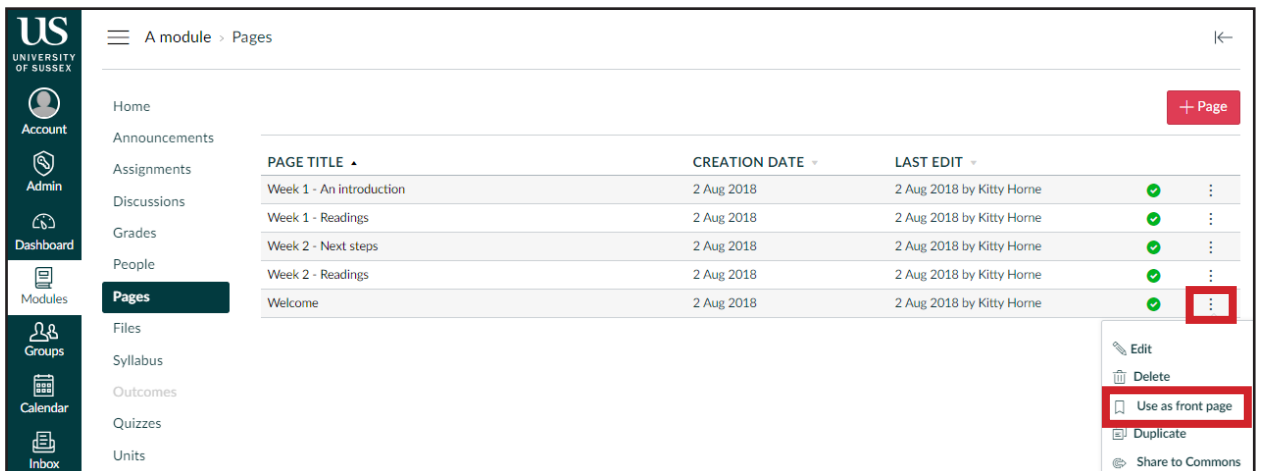 US
UNIVERSITY
OF SUSSEX
Account
Admin
Dashboard
Modules
Groups
Calendar
Inbox
A module > Pages
Home
Announcements
Assignments
Discussions
Grades
People
Pages
Files
Syllabus
Outcomes
Quizzes
Units
+ Page
PAGE TITLE CREATION DATE LAST EDIT
Week 1 - An introduction 2 Aug 2018 2 Aug 2018 by Kitty Horne
Week 1 - Readings 2 Aug 2018 2 Aug 2018 by Kitty Horne
Week 2 - Next steps 2 Aug 2018 2 Aug 2018 by Kitty Horne
Week 2 - Readings 2 Aug 2018 2 Aug 2018 by Kitty Horne
Welcome 2 Aug 2018 2 Aug 2018 by Kitty Horne
Edit
Delete
Use as front page
Duplicate
Share to Commons